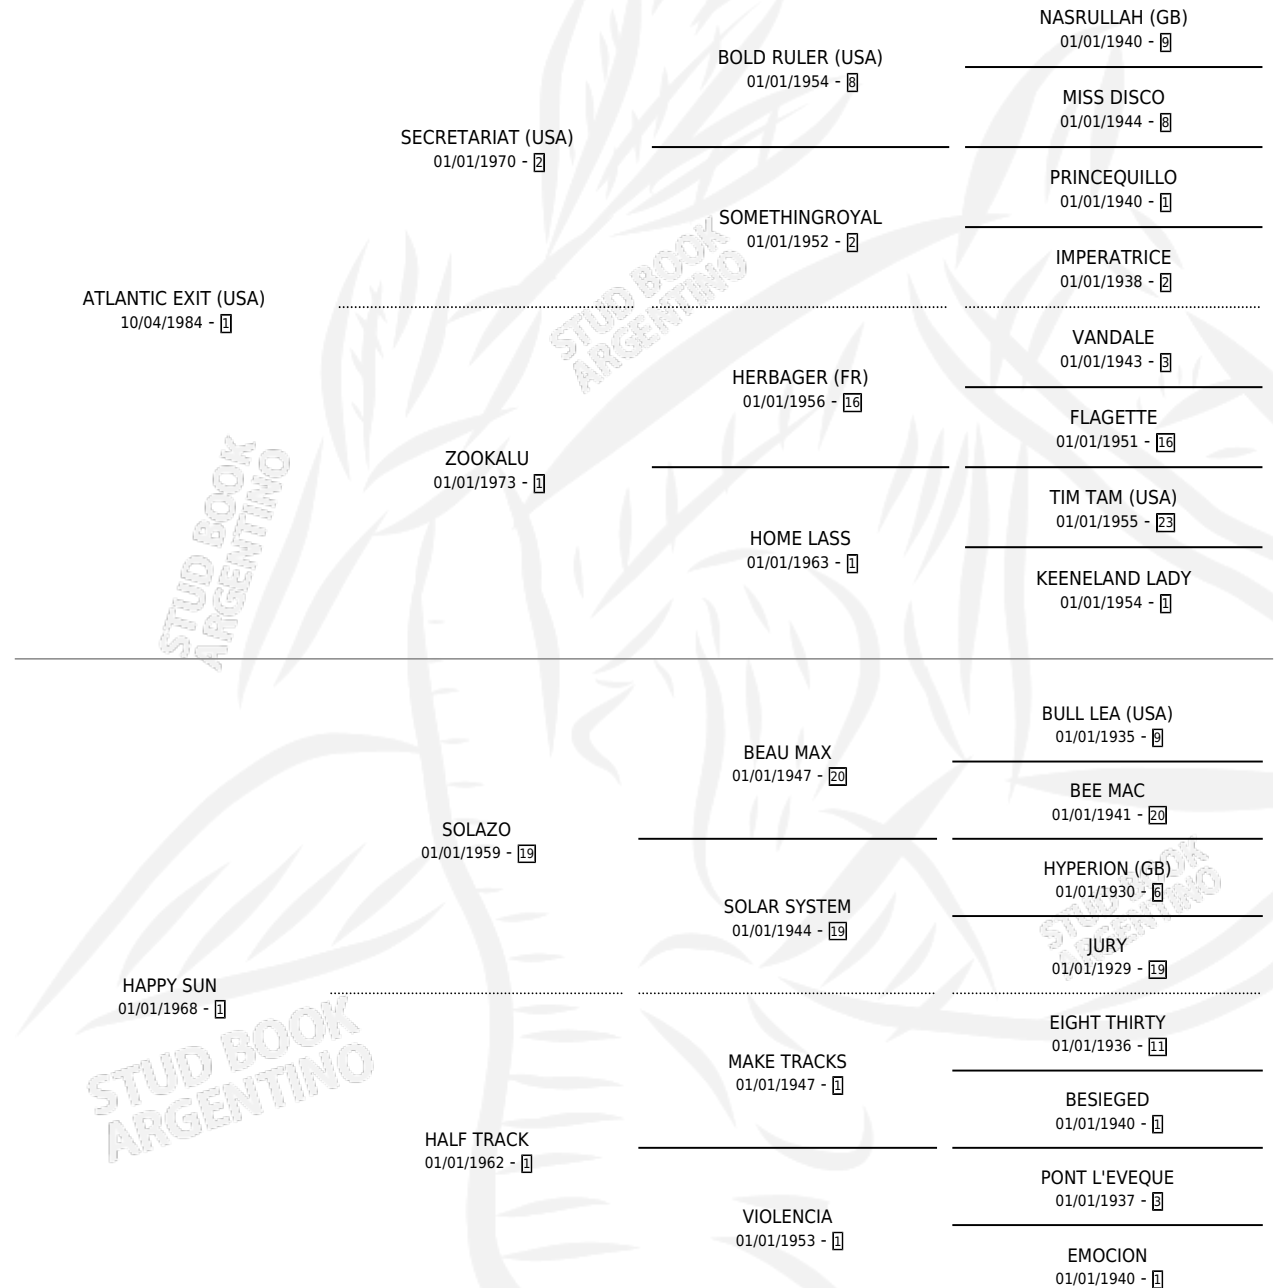 NASRULLAH (GB)
01/01/1940 - 9
BOLD RULER (USA)
01/01/1954 - 8
MISS DISCO
01/01/1944 - 8
SECRETARIAT (USA)
01/01/1970 - 2
PRINCEQUILLO
01/01/1940 - 1
SOMETHINGROYAL
01/01/1952 - 2
IMPERATRICE
01/01/1938 - 2
ATLANTIC EXIT (USA)
10/04/1984 - 1
STUD BOOK
ARGENTINO
VANDALE
01/01/1943 - 3
HERBAGER (FR)
01/01/1956 - 16
FLAGETTE
01/01/1951 - 16
ZOOKALU
01/01/1973 - 1
TIM TAM (USA)
01/01/1955 - 23
HOME LASS
01/01/1963 - 1
KEENELAND LADY
01/01/1954 - 1
STUD BOOK
ARGENTINO
BULL LEA (USA)
01/01/1935 - 9
BEAU MAX
01/01/1947 - 20
BEE MAC
01/01/1941 - 20
SOLAZO
01/01/1959 - 19
HYPERION (GB)
01/01/1930 - 6
SOLAR SYSTEM
01/01/1944 - 19
STUD BOOK
ARGENTINO
JURY
01/01/1929 - 19
HAPPY SUN
01/01/1968 - 1
EIGHT THIRTY
01/01/1936 - 11
MAKE TRACKS
01/01/1947 - 1
STUD BOOK
ARGENTINO
BESIEGED
01/01/1940 - 1
HALF TRACK
01/01/1962 - 1
PONT L'EVEQUE
01/01/1937 - 3
VIOLENCIA
01/01/1953 - 1
EMOCION
01/01/1940 - 1